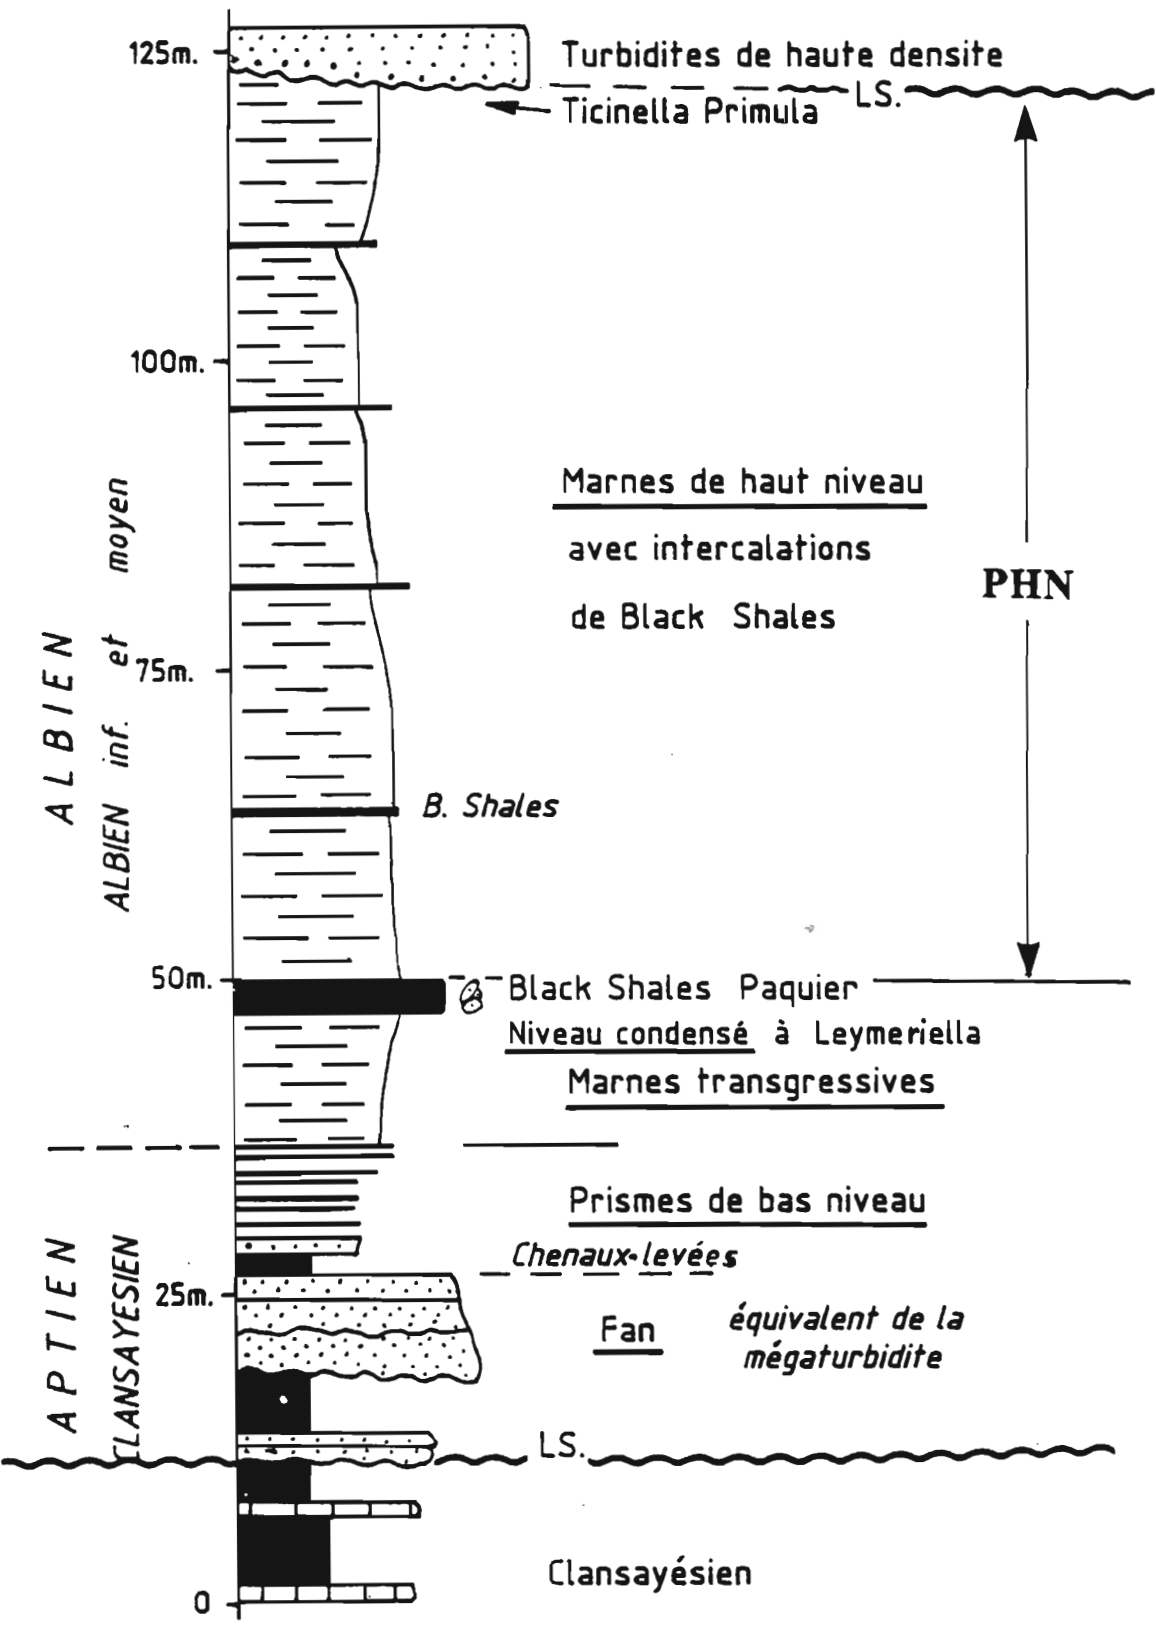 125m.
Turbidites de haute densite
LS.
Ticinella Primula
100m.
Marnes de haut niveau
avec intercalations
de Black Shales
PHN
ALBIEN
ALBIEN inf. et moyen
75m.
B. Shales
50m.
Black Shales Paquier
Niveau condensé à Leymeriella
Marnes transgressives
Prismes de bas niveau
Chenaux-levées
APTIEN
CLANSAYESIEN
25m.
Fan
équivalent de la
mégaturbidite
LS.
Clansayésien
0